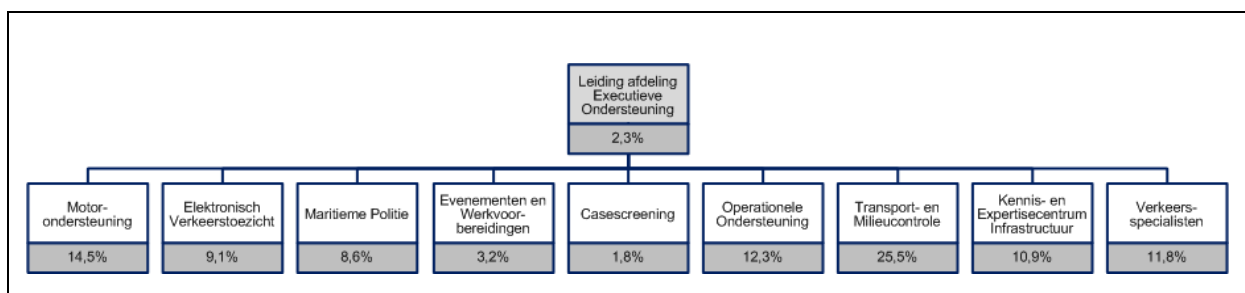 Leiding afdeling
Executieve
Ondersteuning
2,3%
Motor-
ondersteuning
14,5%
Elektronisch
Verkeerstoezicht
9,1%
Maritieme Politie
8,6%
Evenementen en
Werkvoor-
bereidingen
3,2%
Casescreening
1,8%
Operationele
Ondersteuning
12,3%
Transport- en
Milieucontrole
25,5%
Kennis- en
Expertisecentrum
Infrastructuur
10,9%
Verkeers-
specialisten
11,8%